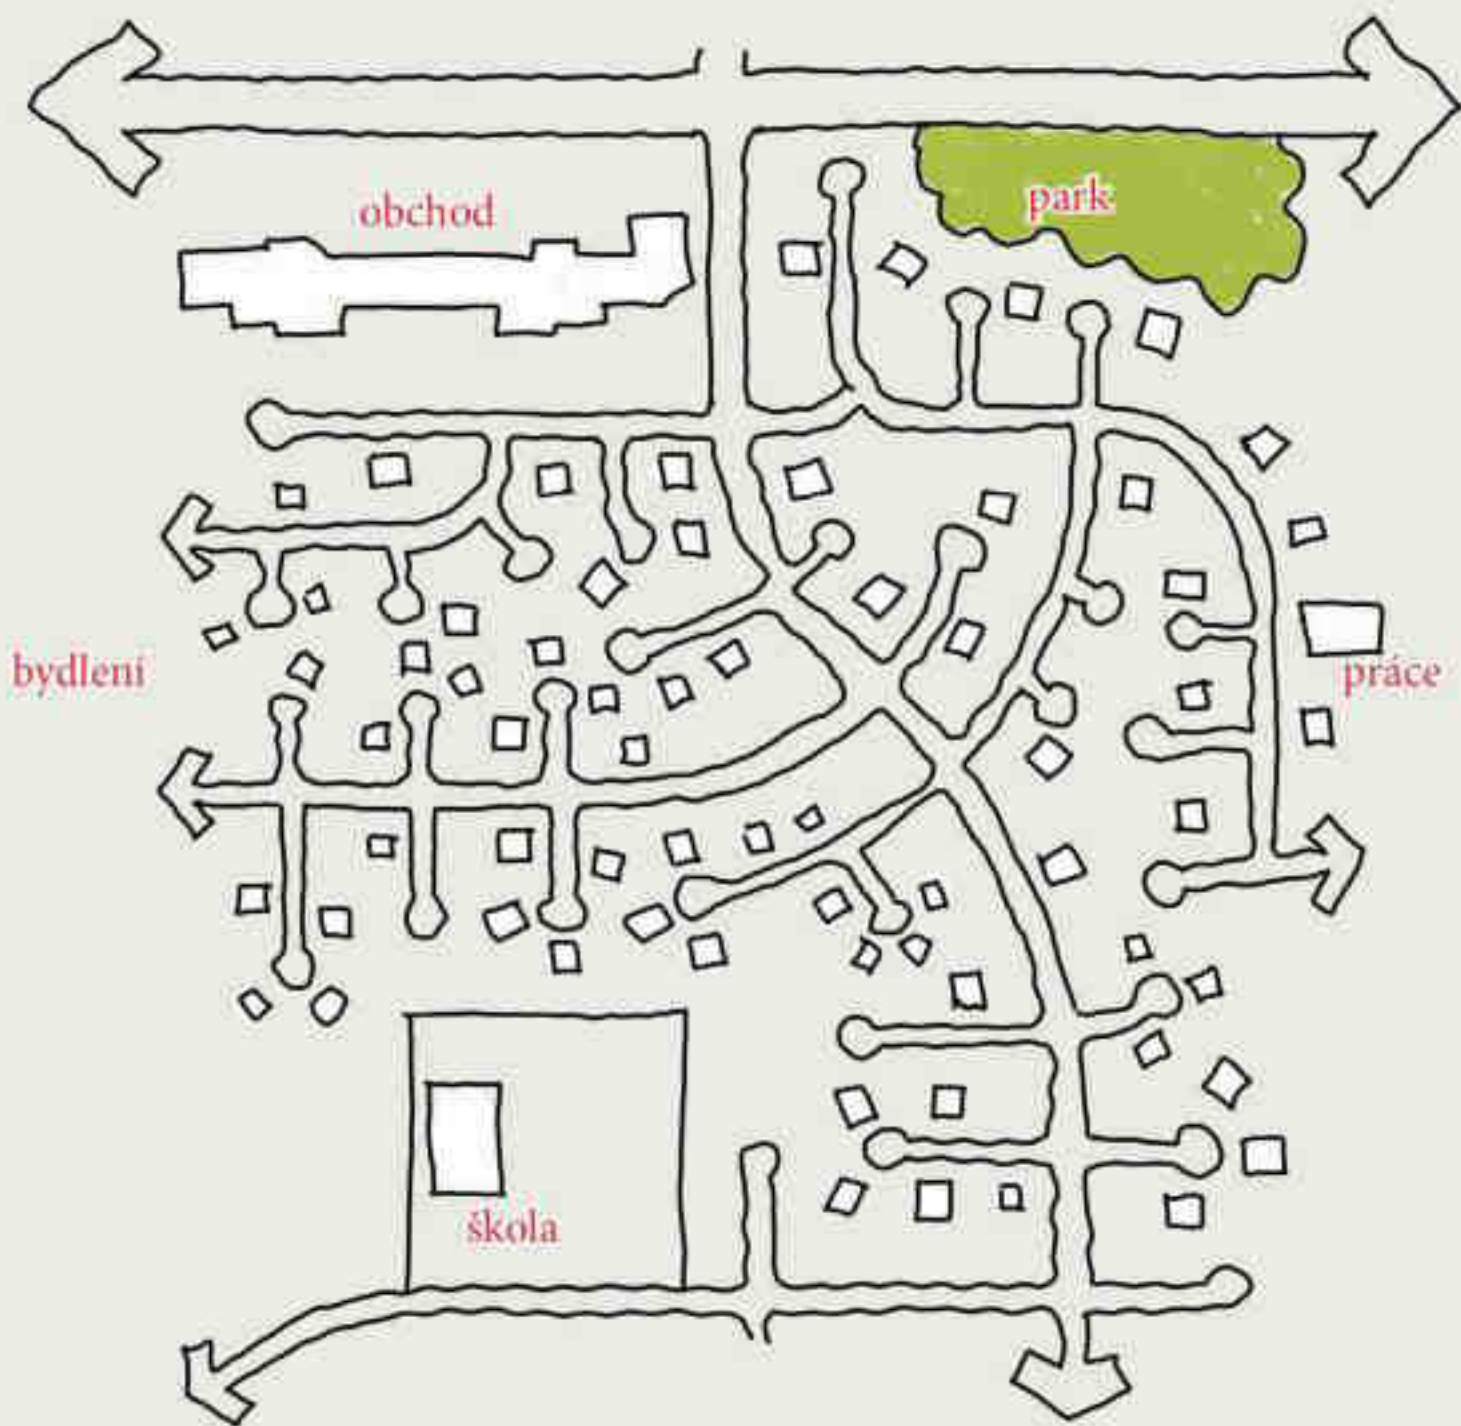 park
obchod
bydlení
práce
škola